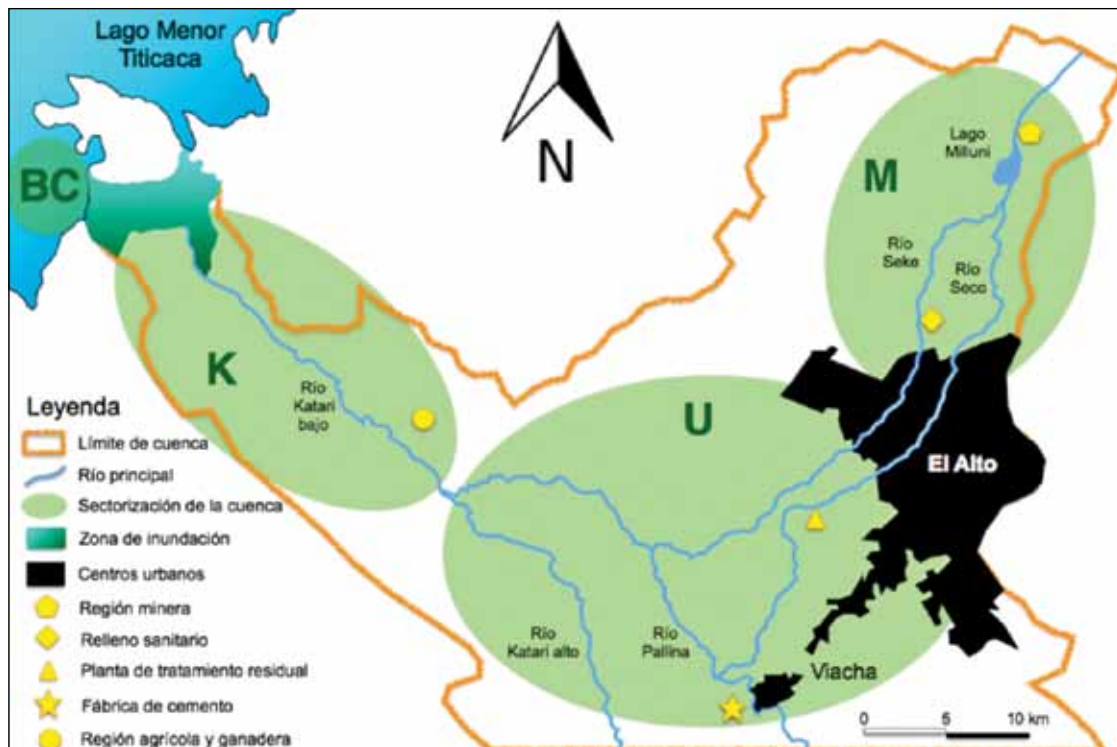 Lago Menor
Titicaca
N
BC
M
Lago
Milluni
Río
Seke
Río
Seco
K
Río
Katari
bajo
U
El Alto
Río
Katari alto
Río
Pallina
Viacha
0 5 10 km
Leyenda
Límite de cuenca
Río principal
Sectorización de la cuenca
Zona de inundación
Centros urbanos
Región minera
Relleno sanitario
Planta de tratamiento residual
Fábrica de cemento
Región agrícola y ganadera